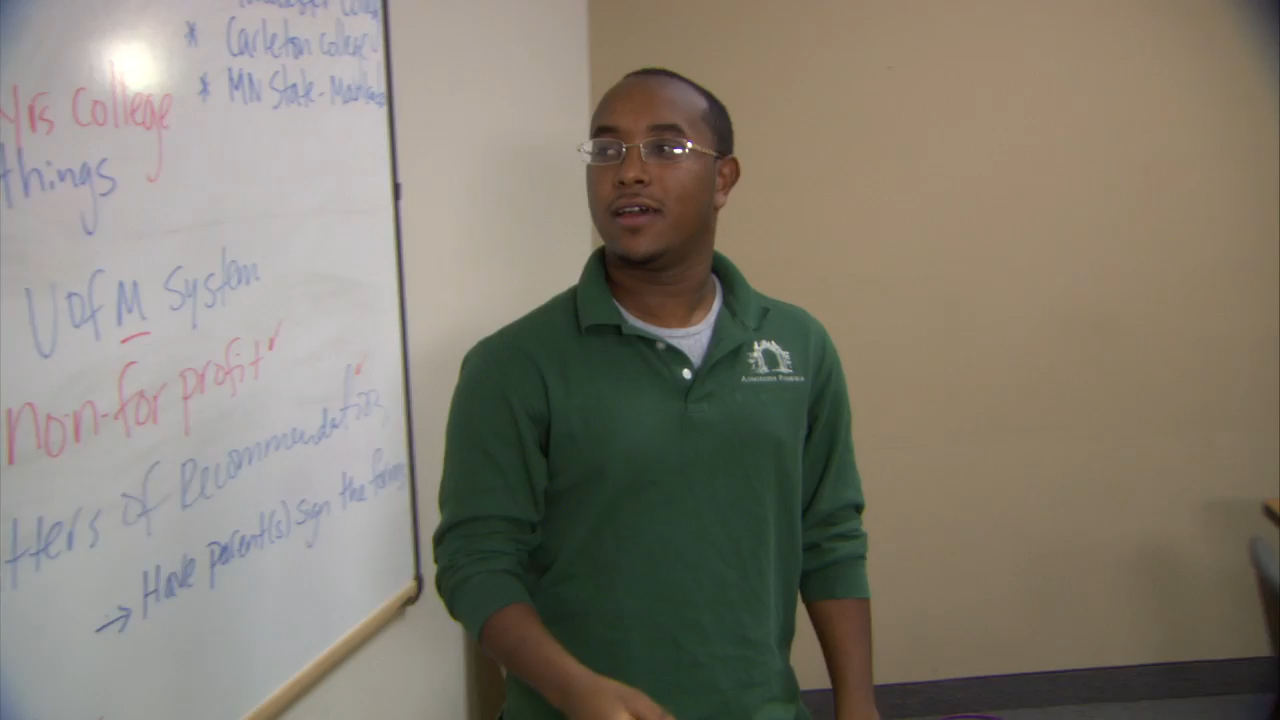 * Carleton college
* MN State-
Yrs College
things
U of M System
non-for profit ✓
tters of Recommendation ✓
→ Have parent(s) sign the forms